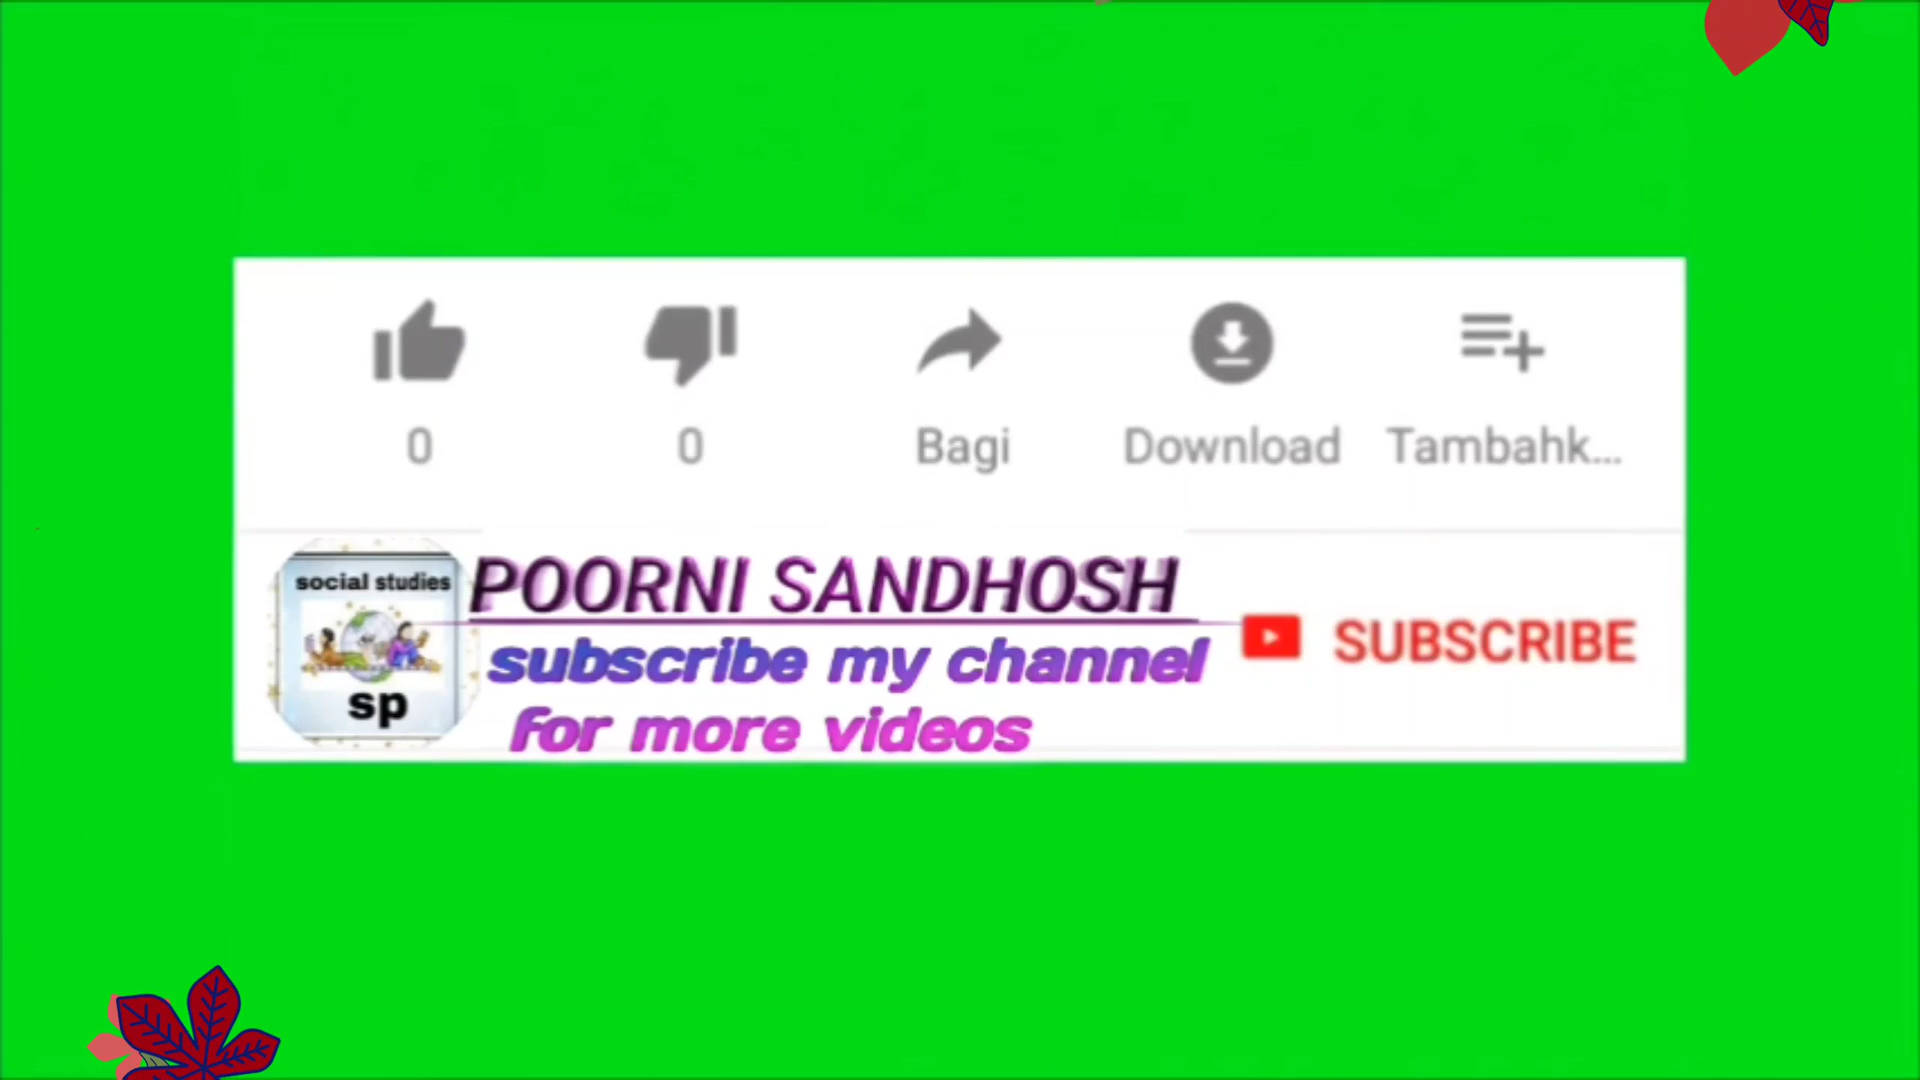 0 0 Bagi Download Tambahk...
social studies
sp
POORNI SANDHOSH
subscribe my channel
for more videos
SUBSCRIBE